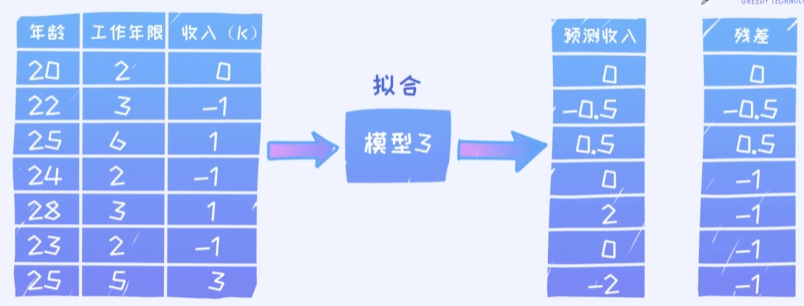 GREEDY TECHNOLO
年龄 工作年限 收入（K） 预测收入 残差
20 2 0 0 0
拟合
22 3 -1 -0.5 -0.5
25 6 1 模型3 0.5 0.5
24 2 -1 0 -1
28 3 1 2 -1
23 2 -1 0 -1
25 5 3 -2 -1